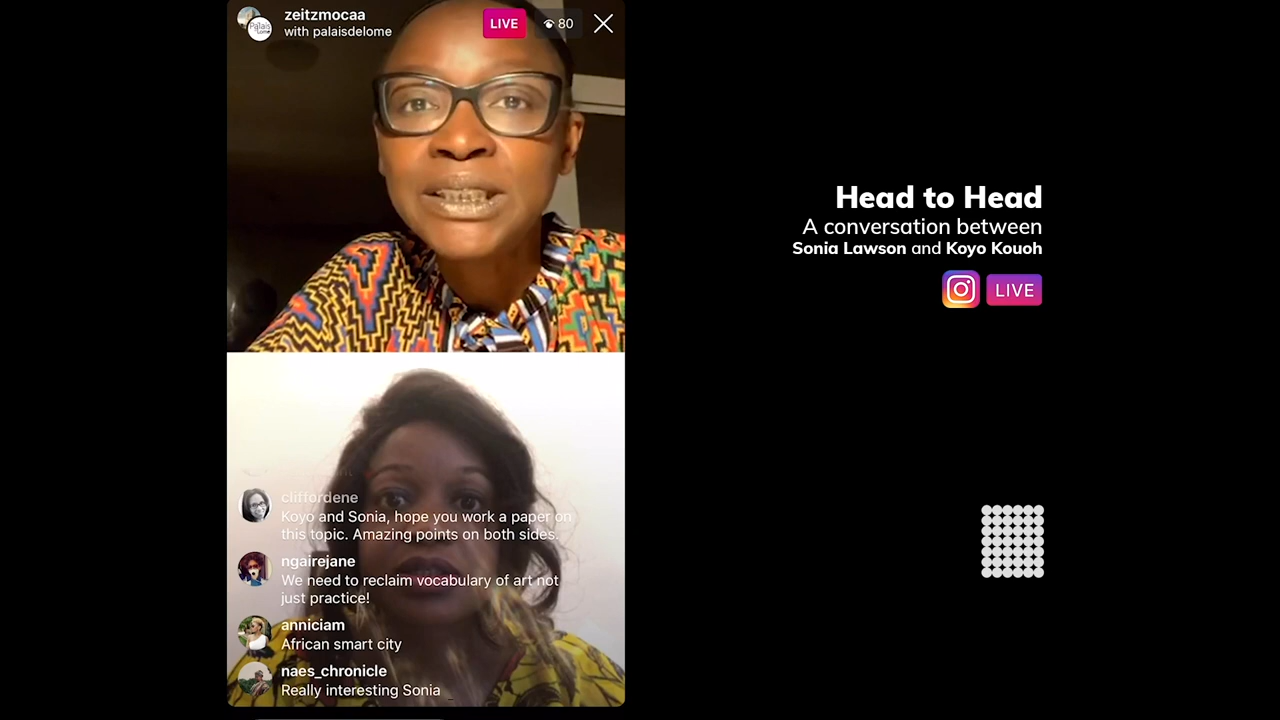 zeitzmocaa
with palaisdelome
LIVE
80
Head to Head
A conversation between
Sonia Lawson and Koyo Kouoh
LIVE
cliffordene
Koyo and Sonia, hope you work a paper on
this topic. Amazing points on both sides.
ngairejane
We need to reclaim vocabulary of art not
just practice!
anniciam
African smart city
naes_chronicle
Really interesting Sonia